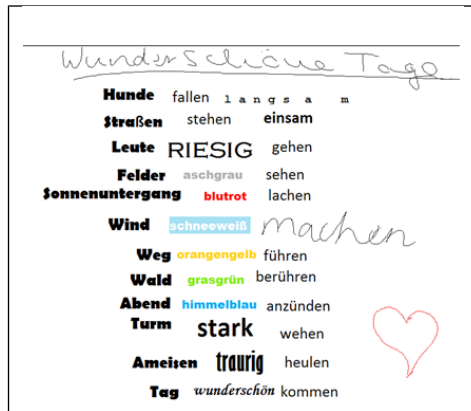 Wunderschöne Tage
Hunde fallen l a n g s a m
Straßen stehen einsam
Leute RIESIG gehen
Felder aschgrau sehen
Sonnenuntergang blutrot lachen
Wind schneeweiß machen
Weg orangengelb führen
Wald grasgrün berühren
Abend himmelblau anzünden
Turm stark wehen
Ameisen traurig heulen
Tag wunderschön kommen